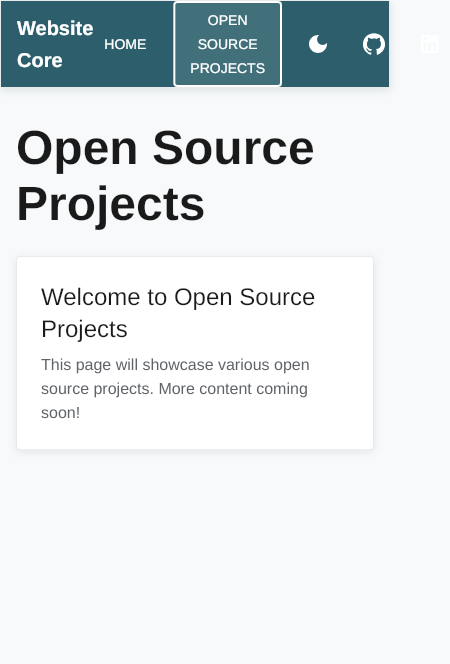 Website
Core
HOME
OPEN
SOURCE
PROJECTS
Open Source
Projects
Welcome to Open Source
Projects
This page will showcase various open
source projects. More content coming
soon!